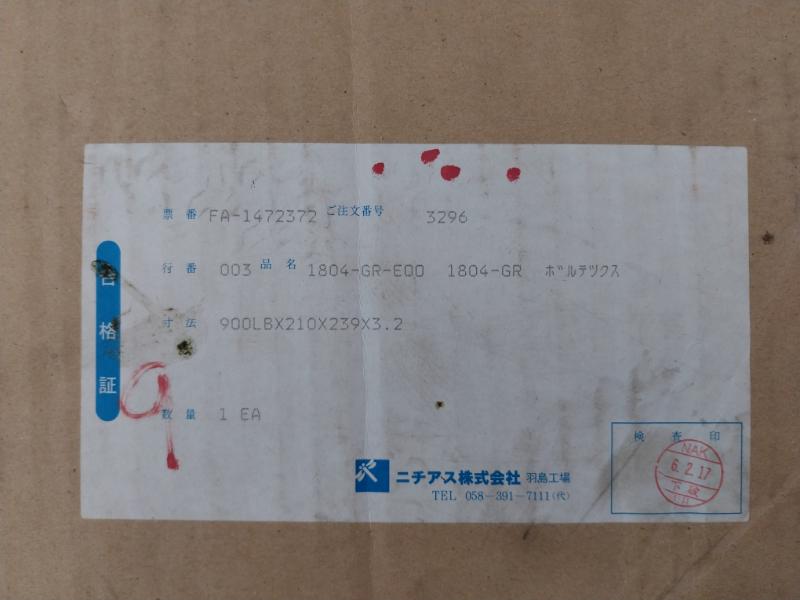 票番 FA-1472372 ご注文番号 3296
行番 003 品名 1804-GR-E00 1804-GR ボルテックス
寸法 900LBX210X239X3.2
合格証
9
数量 1 EA
検査印
NAK
6.2.17
ニチアス株式会社 羽島工場
TEL 058-391-7111(代)